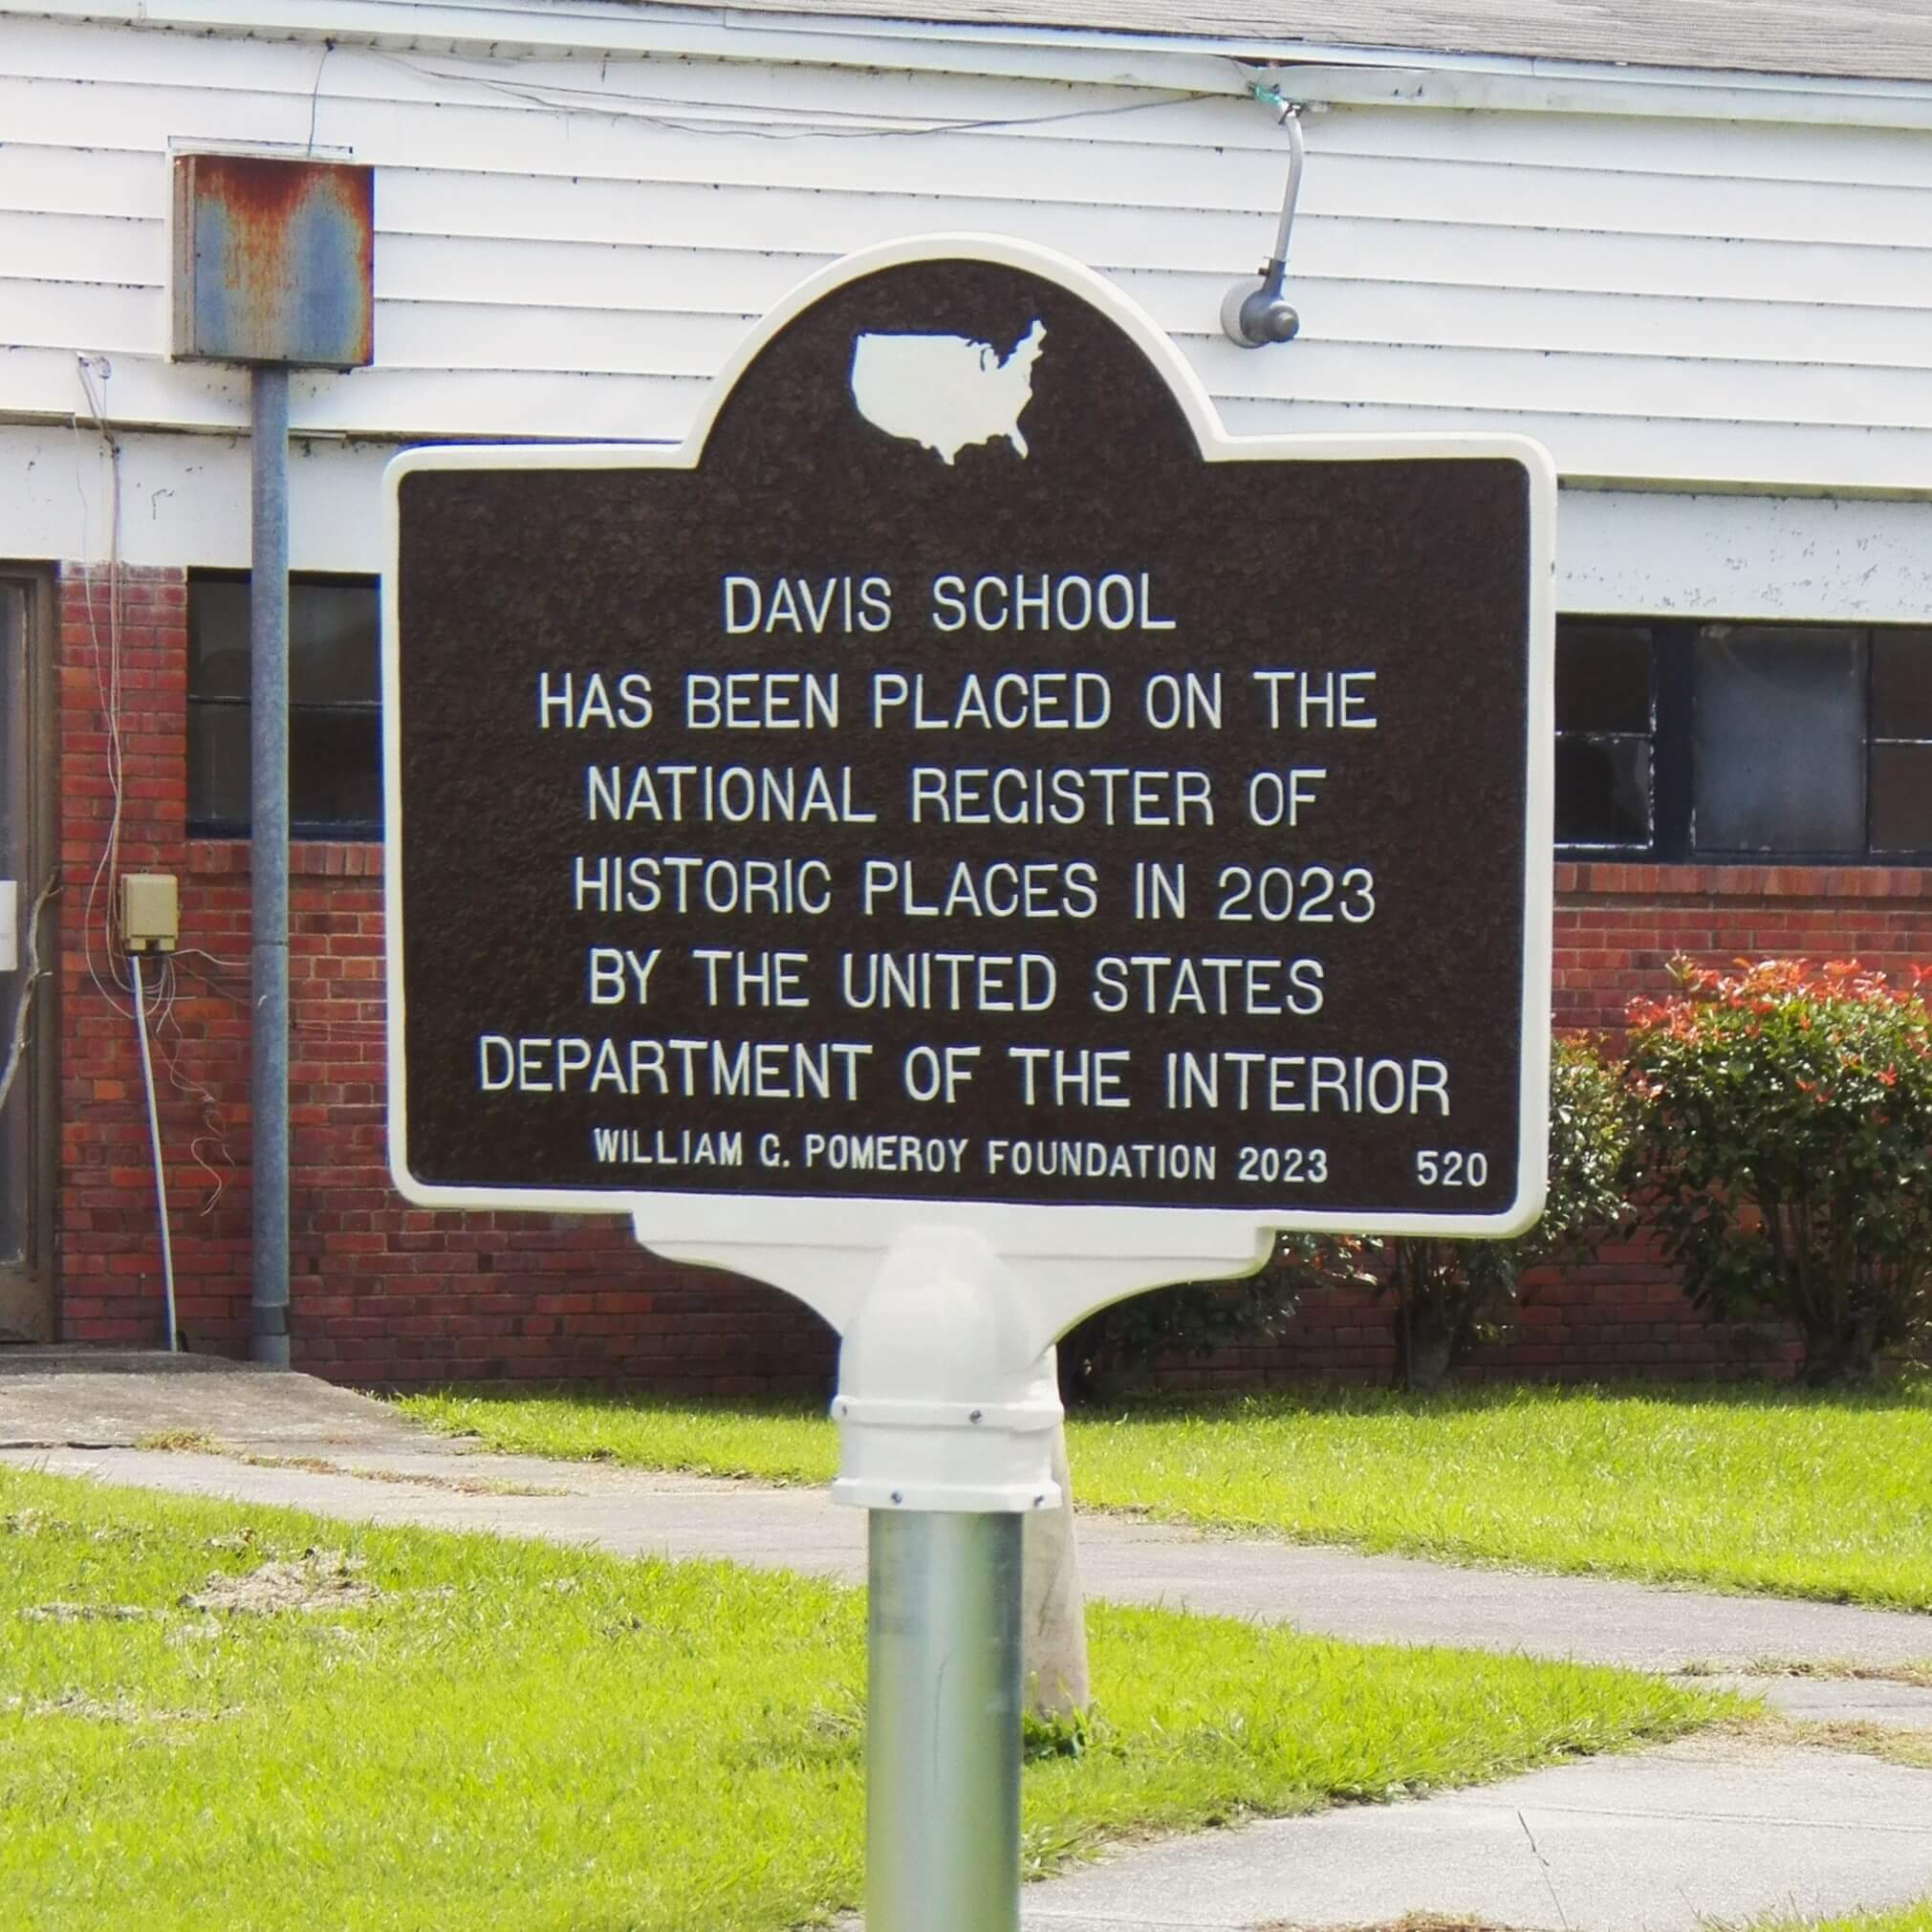 DAVIS SCHOOL
HAS BEEN PLACED ON THE
NATIONAL REGISTER OF
HISTORIC PLACES IN 2023
BY THE UNITED STATES
DEPARTMENT OF THE INTERIOR
WILLIAM G. POMEROY FOUNDATION 2023 520